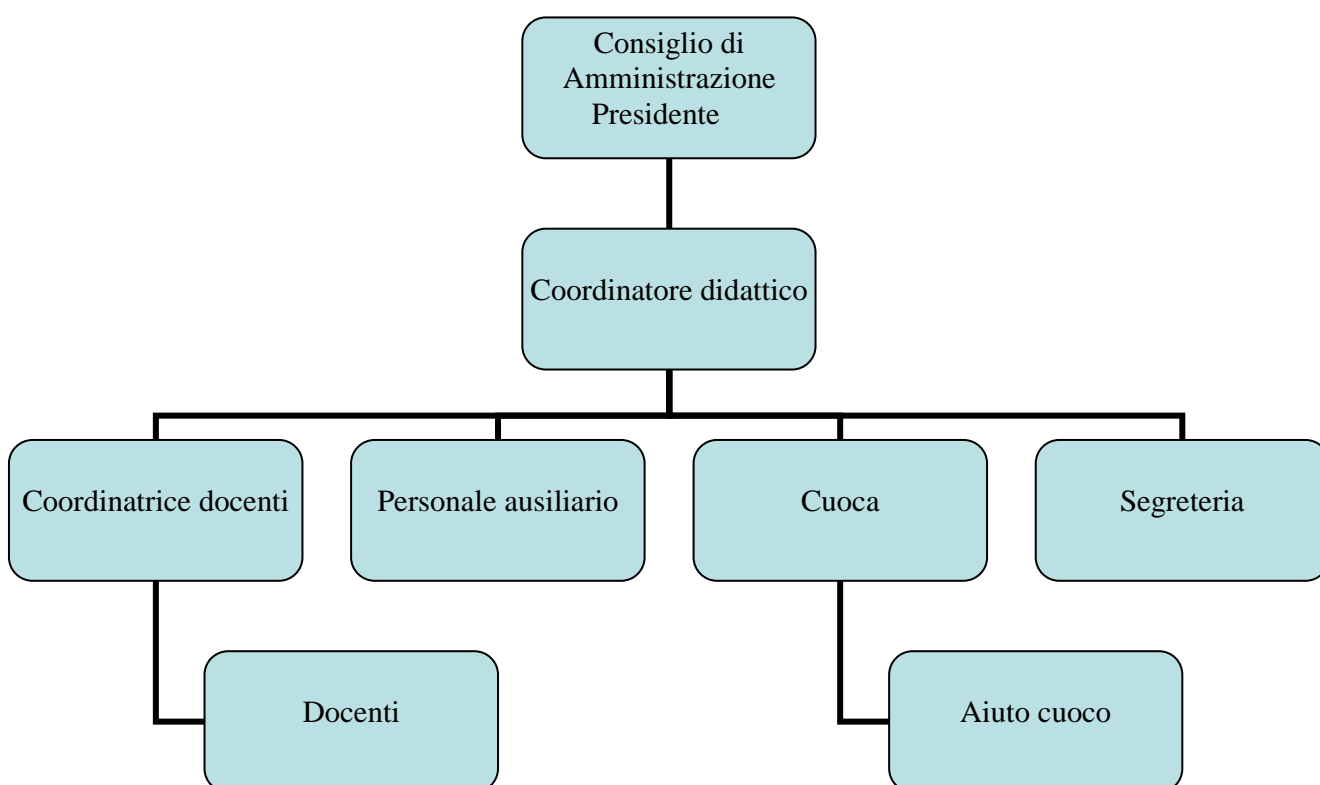 Consiglio di
Amministrazione
Presidente
Coordinatore didattico
Coordinatrice docenti
Personale ausiliario
Cuoca
Segreteria
Docenti
Aiuto cuoco